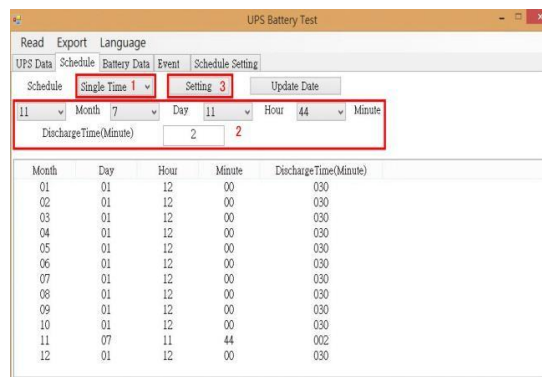 UPS Battery Test
Read Export Language
UPS Data Schedule Battery Data Event Schedule Setting
Schedule Single Time 1 Setting 3 Update Date
11 Month 7 Day 11 Hour 44 Minute
DischargeTime(Minute) 2 2
Month Day Hour Minute DischargeTime(Minute)
01 01 12 00 030
02 01 12 00 030
03 01 12 00 030
04 01 12 00 030
05 01 12 00 030
06 01 12 00 030
07 01 12 00 030
08 01 12 00 030
09 01 12 00 030
10 01 12 00 030
11 07 11 44 002
12 01 12 00 030